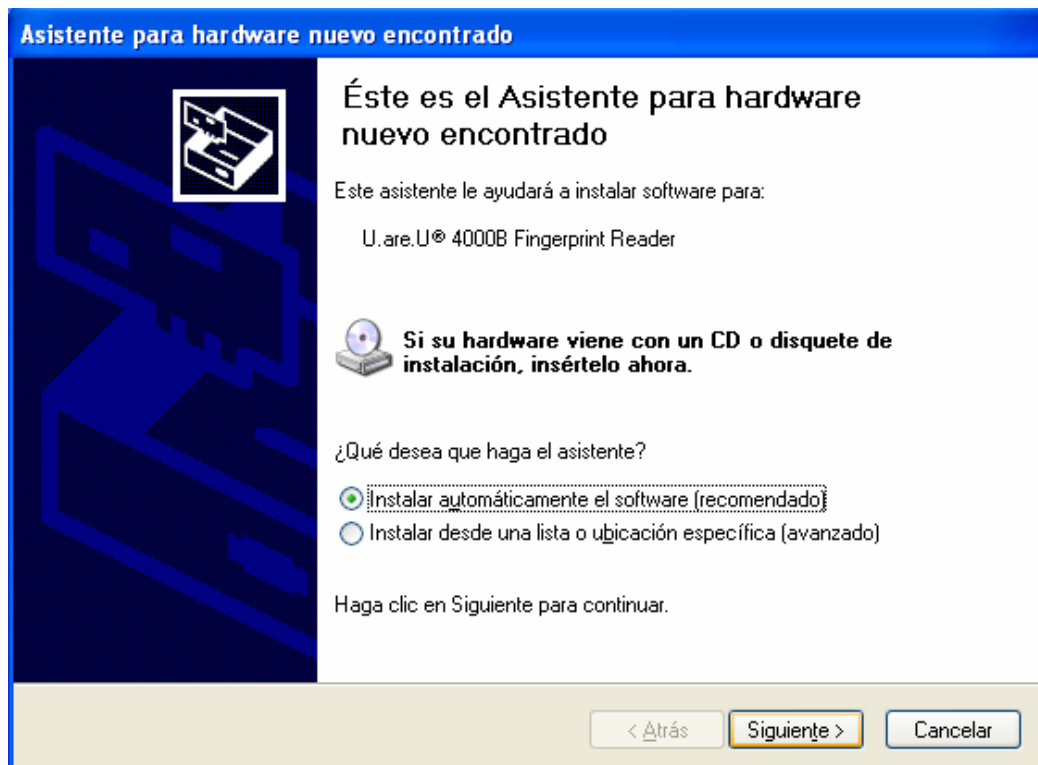 Asistente para hardware nuevo encontrado
Éste es el Asistente para hardware
nuevo encontrado
Este asistente le ayudará a instalar software para:
U.are.U® 4000B Fingerprint Reader
Si su hardware viene con un CD o disquete de
instalación, insértelo ahora.
¿Qué desea que haga el asistente?
Instalar automáticamente el software (recomendado)
Instalar desde una lista o ubicación específica (avanzado)
Haga clic en Siguiente para continuar.
< Atrás
Siguiente >
Cancelar